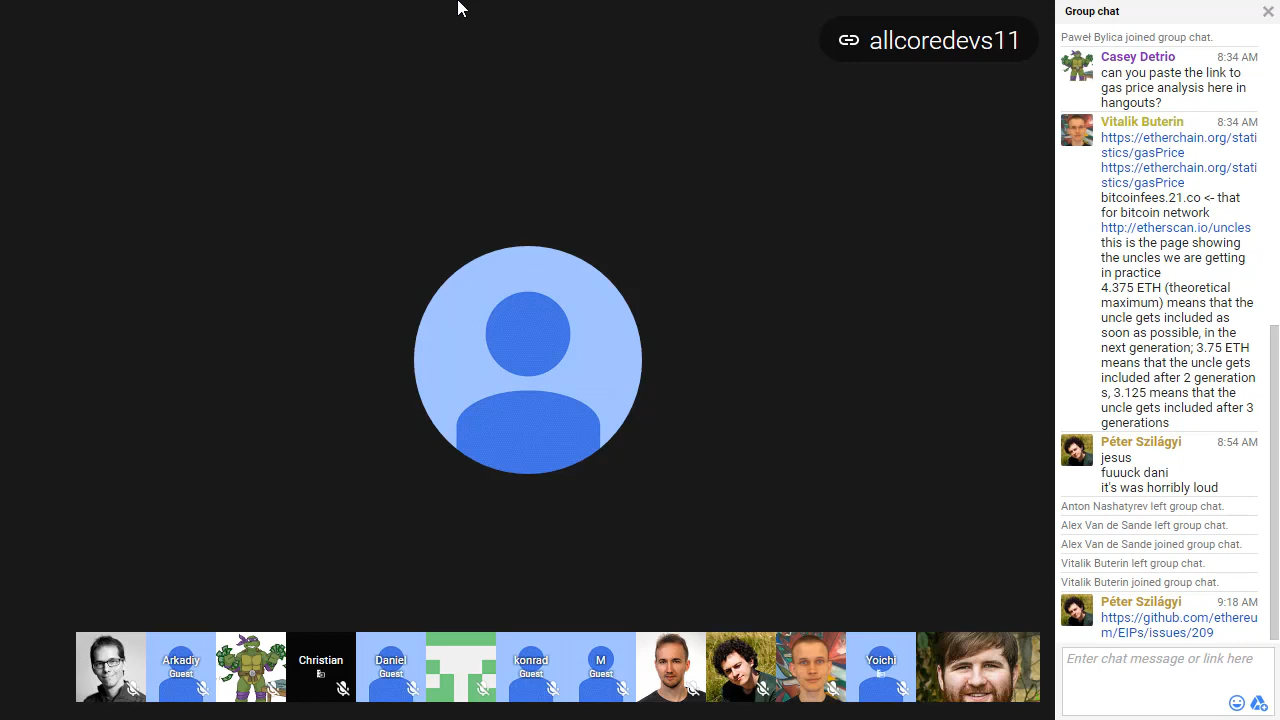 allcoredevs11
Group chat
Paweł Bylica joined group chat.
Casey Detrio 8:34 AM
can you paste the link to
gas price analysis here in
hangouts?
Vitalik Buterin 8:34 AM
https://etherchain.org/stati
stics/gasPrice
https://etherchain.org/stati
stics/gasPrice
bitcoinfees.21.co <- that
for bitcoin network
http://etherscan.io/uncles
this is the page showing
the uncles we are getting
in practice
4.375 ETH (theoretical
maximum) means that the
uncle gets included as
soon as possible, in the
next generation; 3.75 ETH
means that the uncle gets
included after 2 generation
s, 3.125 means that the
uncle gets included after 3
generations
Péter Szilágyi 8:54 AM
jesus
fuuuck dani
it's was horribly loud
Anton Nashatyrev left group chat.
Alex Van de Sande left group chat.
Alex Van de Sande joined group chat.
Vitalik Buterin left group chat.
Vitalik Buterin joined group chat.
Péter Szilágyi 9:18 AM
https://github.com/ethereu
m/EIPs/issues/209
Enter chat message or link here
Arkadiy
Guest
Christian
Daniel
Guest
konrad
Guest
M
Guest
Yoichi